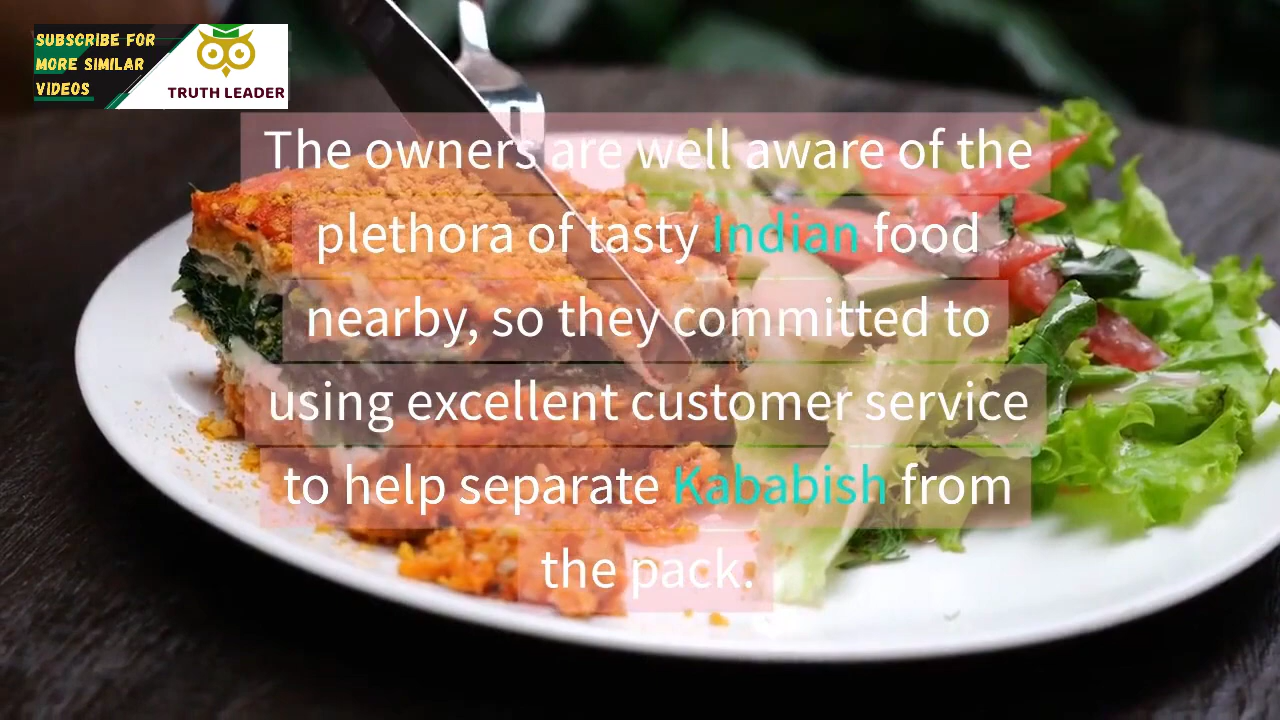 SUBSCRIBE FOR
MORE SIMILAR
VIDEOS
TRUTH LEADER
The owners are well aware of the
plethora of tasty Indian food
nearby, so they committed to
using excellent customer service
to help separate Kababish from
the pack.